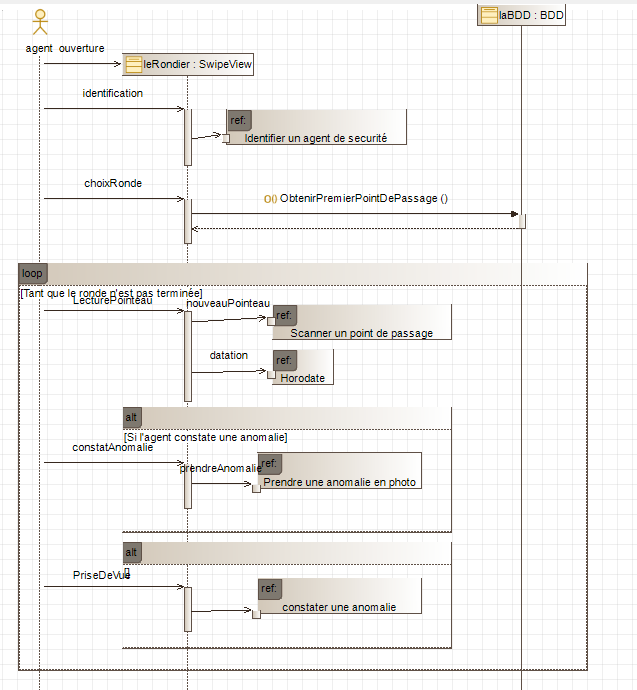 laBDD : BDD
agent ouverture
leRondier : SwipeView
identification
ref:
Identifier un agent de securité
choixRonde
O() ObtenirPremierPointDePassage ()
loop
[Tant que le ronde n'est pas terminée]
LecturePointeau
nouveauPointeau
ref:
Scanner un point de passage
datation
ref:
Horodate
alt
[Si l'agent constate une anomalie]
constatAnomalie
ref:
prendreAnomalie
Prendre une anomalie en photo
alt
[]
PriseDeVue
ref:
constater une anomalie